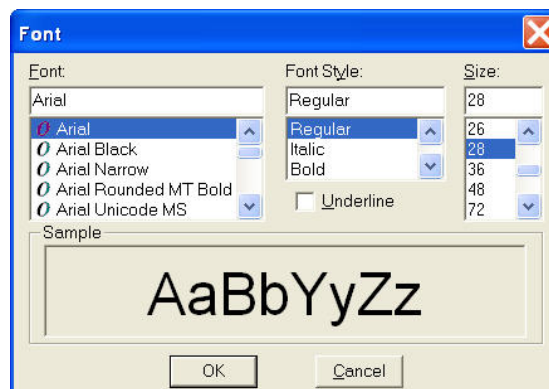 Font
Font: Font Style: Size:
Arial Regular 28
Arial Regular 26
Arial Black Italic 28
Arial Narrow Bold 36
Arial Rounded MT Bold 48
Arial Unicode MS Underline 72
Sample
AaBbYyZz
OK Cancel